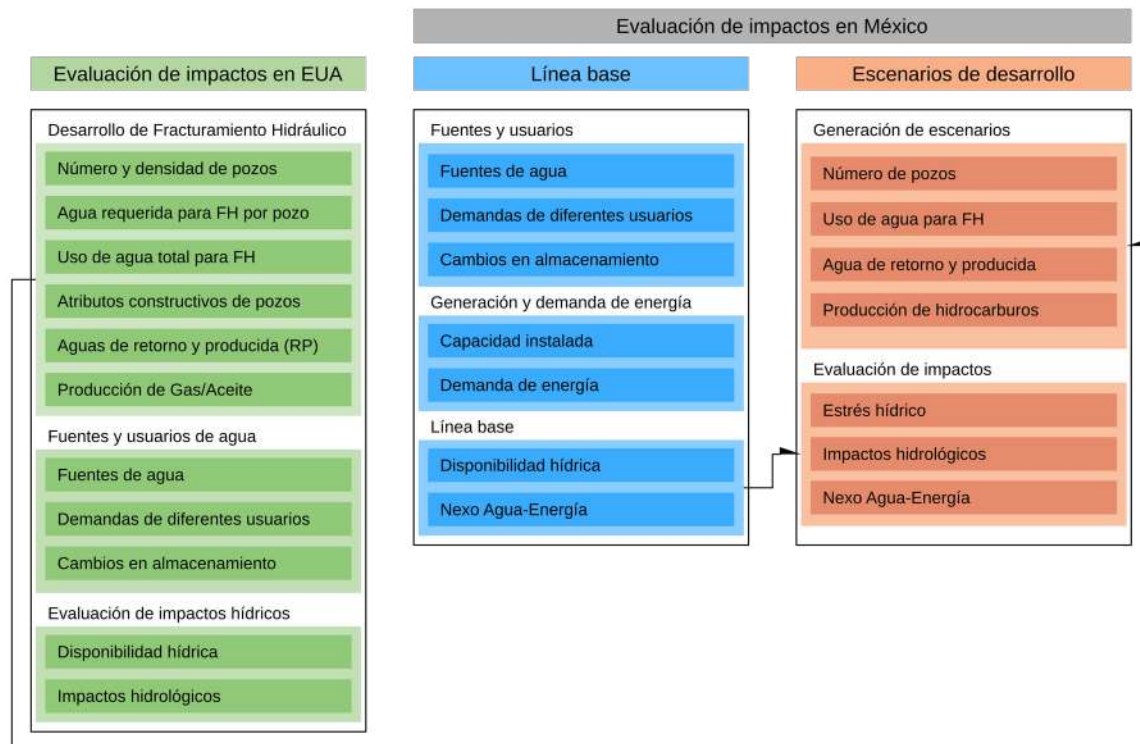 Evaluación de impactos en México
Evaluación de impactos en EUA
Línea base
Escenarios de desarrollo
Desarrollo de Fracturamiento Hidráulico
Número y densidad de pozos
Agua requerida para FH por pozo
Uso de agua total para FH
Atributos constructivos de pozos
Aguas de retorno y producida (RP)
Producción de Gas/Aceite
Fuentes y usuarios de agua
Fuentes de agua
Demandas de diferentes usuarios
Cambios en almacenamiento
Evaluación de impactos hídricos
Disponibilidad hídrica
Impactos hidrológicos
Fuentes y usuarios
Fuentes de agua
Demandas de diferentes usuarios
Cambios en almacenamiento
Generación y demanda de energía
Capacidad instalada
Demanda de energía
Línea base
Disponibilidad hídrica
Nexo Agua-Energía
Generación de escenarios
Número de pozos
Uso de agua para FH
Agua de retorno y producida
Producción de hidrocarburos
Evaluación de impactos
Estrés hídrico
Impactos hidrológicos
Nexo Agua-Energía